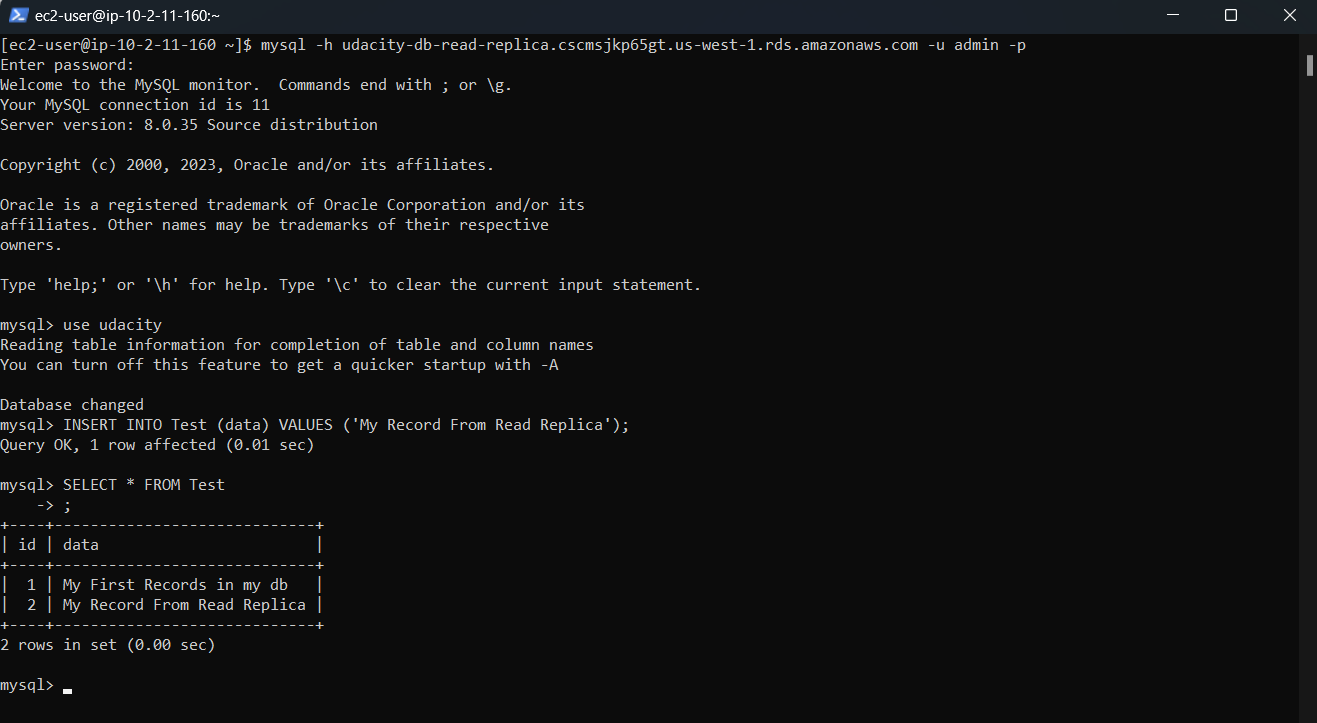 ec2-user@ip-10-2-11-160:~
[ec2-user@ip-10-2-11-160 ~]$ mysql -h udacity-db-read-replica.cscmsjkp65gt.us-west-1.rds.amazonaws.com -u admin -p
Enter password:
Welcome to the MySQL monitor.  Commands end with ; or \g.
Your MySQL connection id is 11
Server version: 8.0.35 Source distribution

Copyright (c) 2000, 2023, Oracle and/or its affiliates.

Oracle is a registered trademark of Oracle Corporation and/or its
affiliates. Other names may be trademarks of their respective
owners.

Type 'help;' or '\h' for help. Type '\c' to clear the current input statement.

mysql> use udacity
Reading table information for completion of table and column names
You can turn off this feature to get a quicker startup with -A

Database changed
mysql> INSERT INTO Test (data) VALUES ('My Record From Read Replica');
Query OK, 1 row affected (0.01 sec)

mysql> SELECT * FROM Test
    -> ;
+----+-----------------------------+
| id | data                        |
+----+-----------------------------+
|  1 | My First Records in my db   |
|  2 | My Record From Read Replica |
+----+-----------------------------+
2 rows in set (0.00 sec)

mysql>